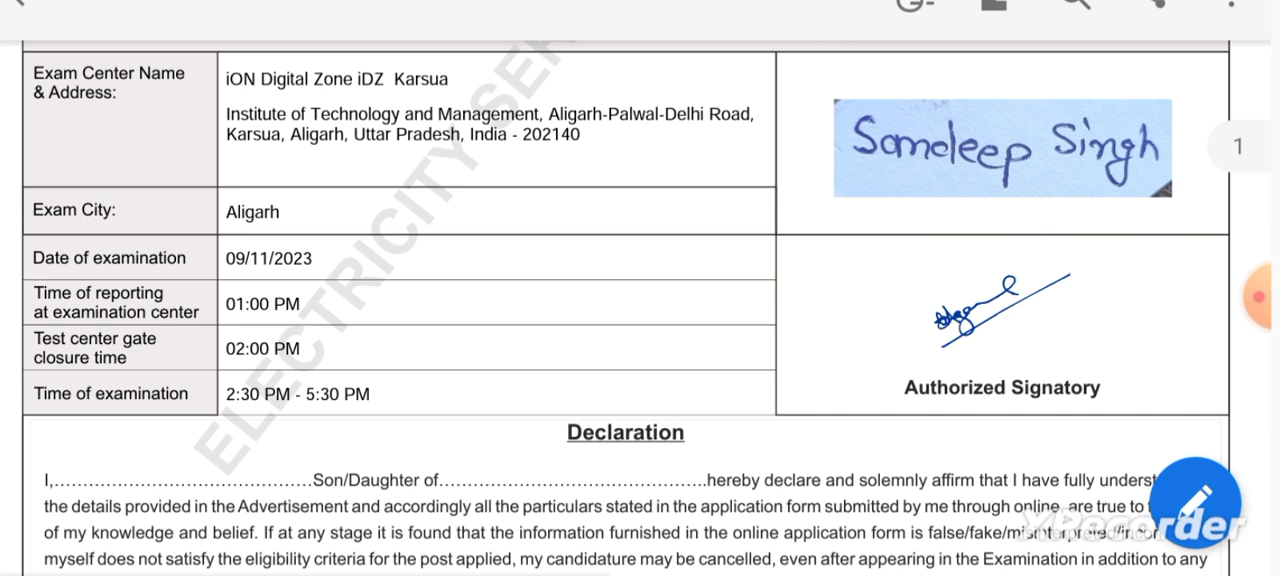 Exam Center Name
& Address:
iON Digital Zone iDZ Karsua
Institute of Technology and Management, Aligarh-Palwal-Delhi Road,
Karsua, Aligarh, Uttar Pradesh, India - 202140
Somdeep Singh
1
Exam City:
Aligarh
Date of examination
09/11/2023
Time of reporting
at examination center
01:00 PM
Test center gate
closure time
02:00 PM
Time of examination
2:30 PM - 5:30 PM
Authorized Signatory
ELECTRICITY SER
Declaration
I,............................................Son/Daughter of..............................................hereby declare and solemnly affirm that I have fully underst
the details provided in the Advertisement and accordingly all the particulars stated in the application form submitted by me through online, are true to
of my knowledge and belief. If at any stage it is found that the information furnished in the online application form is false/fake/misinterpreted/incor
myself does not satisfy the eligibility criteria for the post applied, my candidature may be cancelled, even after appearing in the Examination in addition to any
XRecorder